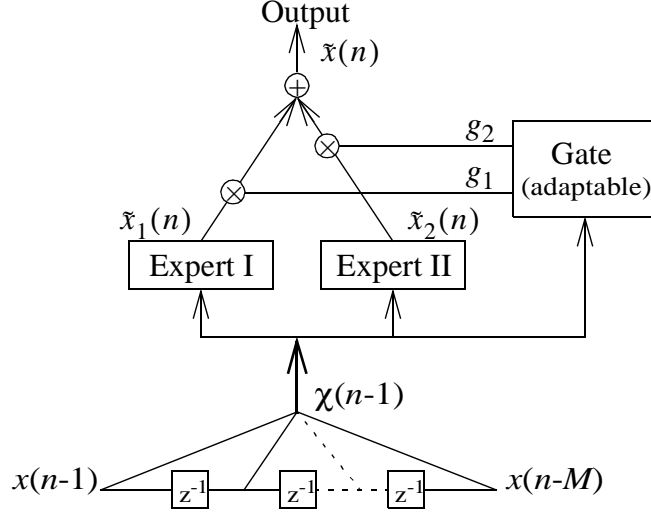 Output
x̃(n)
+
g₂
×
Gate
(adaptable)
g₁
×
x̃₁(n)
x̃₂(n)
Expert I
Expert II
χ(n-1)
x(n-1)
z⁻¹
z⁻¹
z⁻¹
x(n-M)